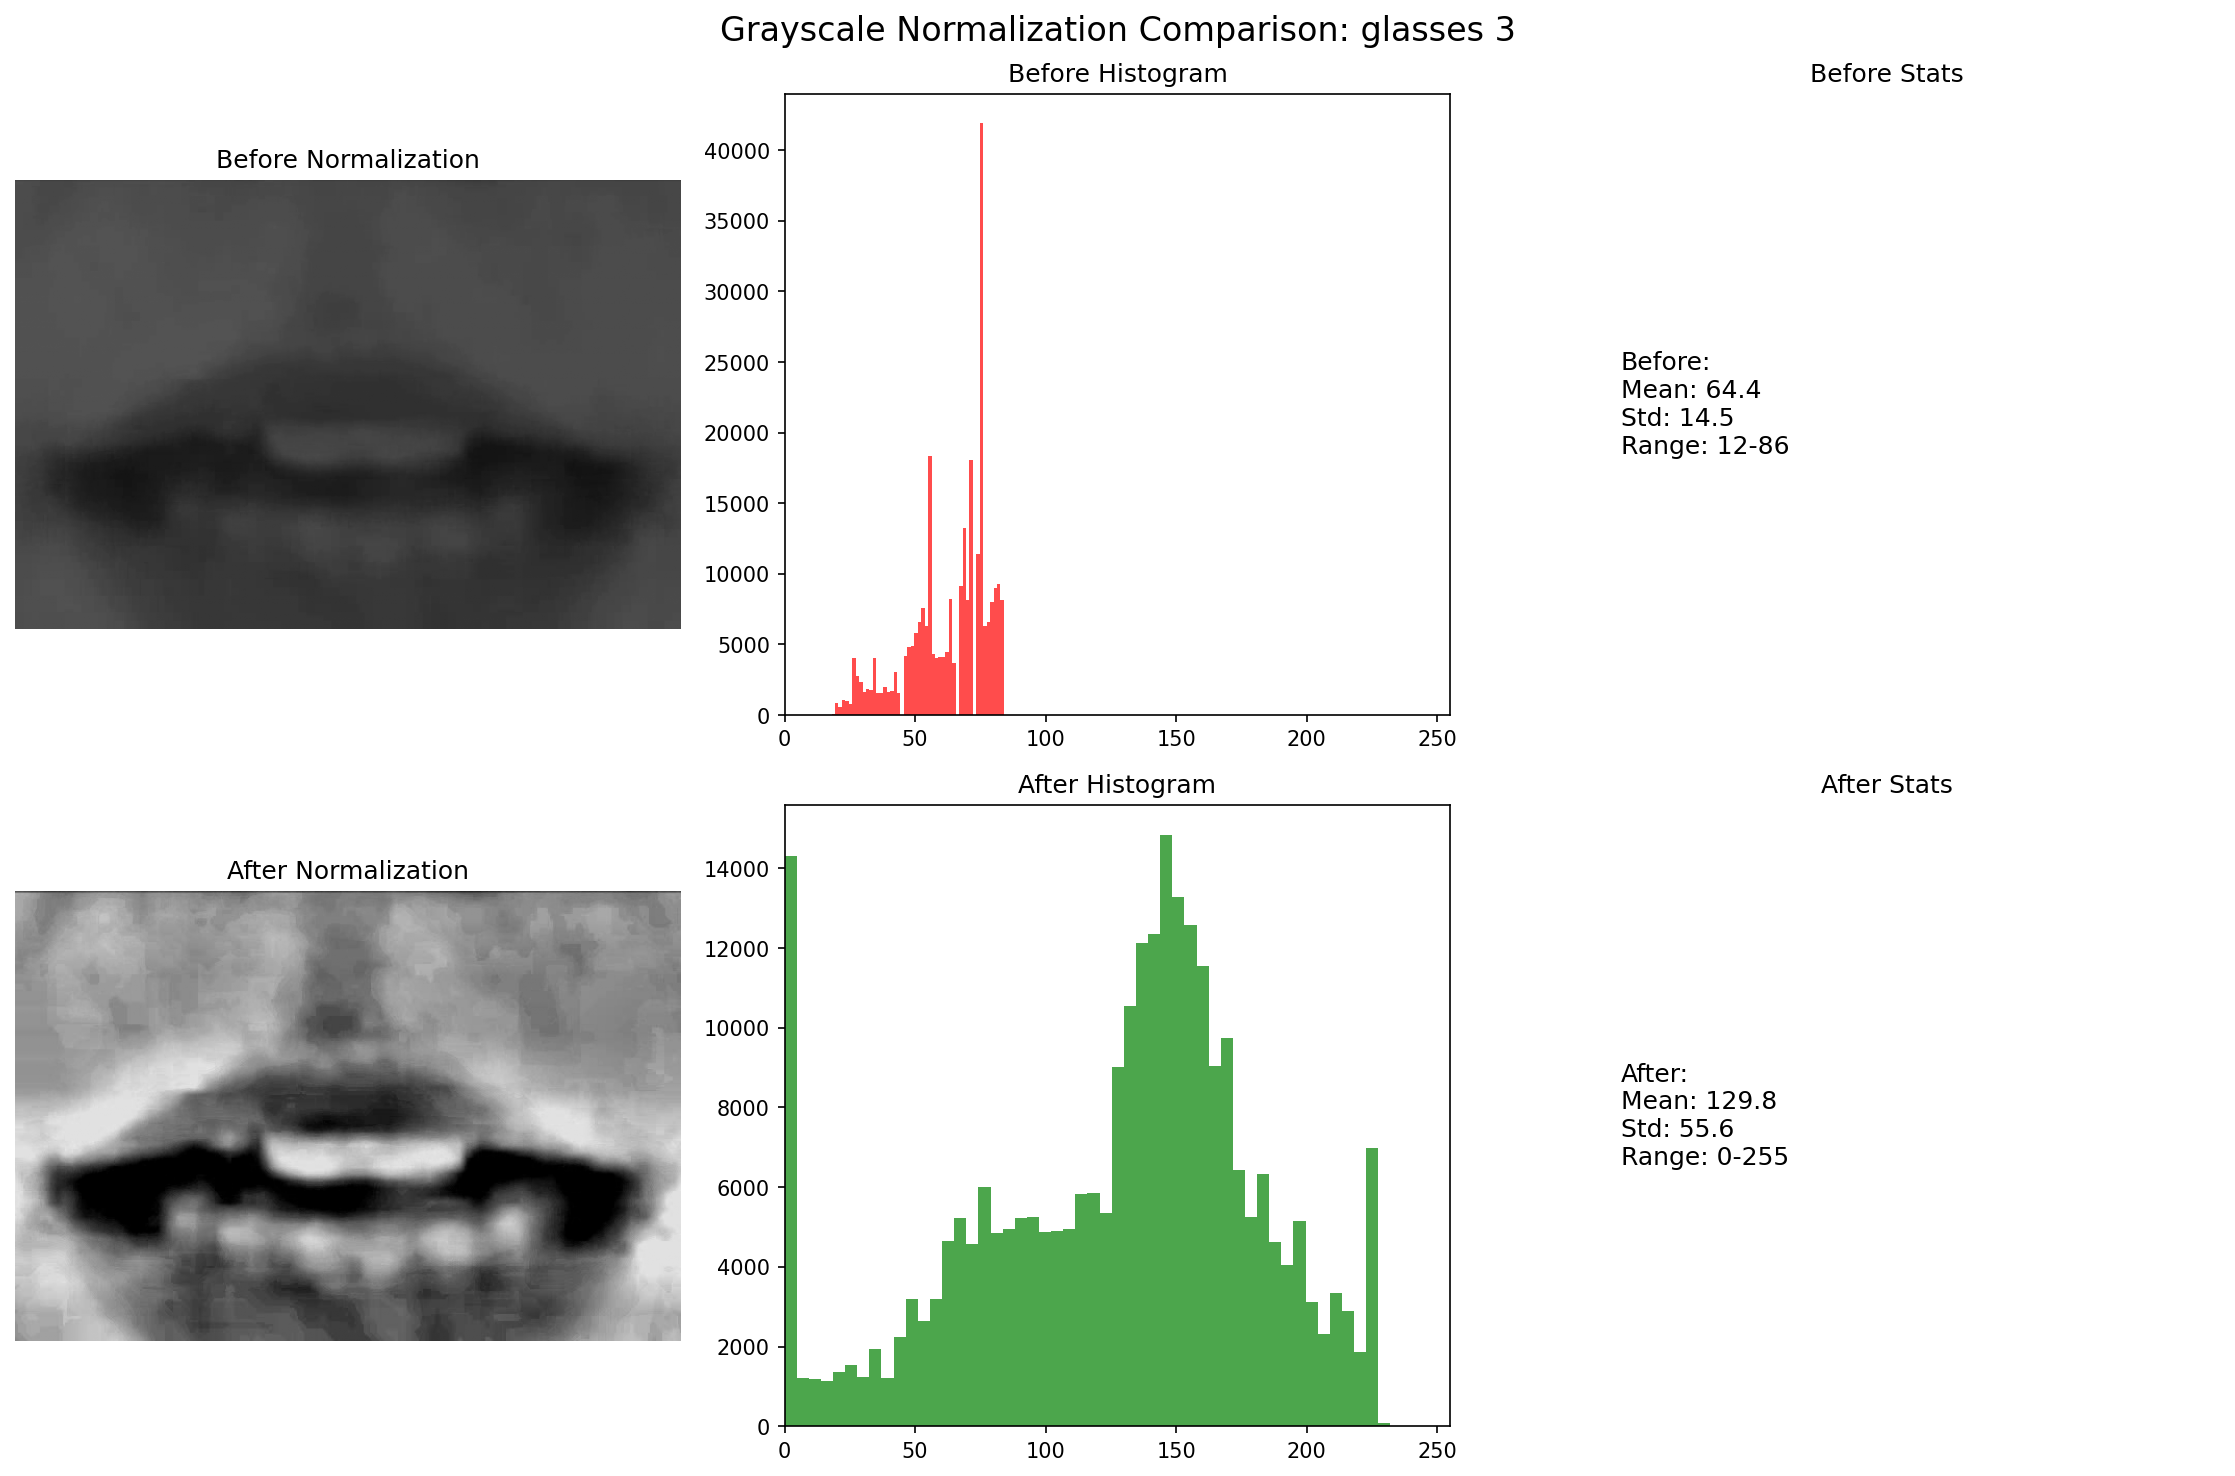 Grayscale Normalization Comparison: glasses 3
Before Normalization
Before Histogram
40000
35000
30000
25000
20000
15000
10000
5000
0
0 50 100 150 200 250
Before Stats
Before:
Mean: 64.4
Std: 14.5
Range: 12-86
After Normalization
After Histogram
14000
12000
10000
8000
6000
4000
2000
0
0 50 100 150 200 250
After Stats
After:
Mean: 129.8
Std: 55.6
Range: 0-255